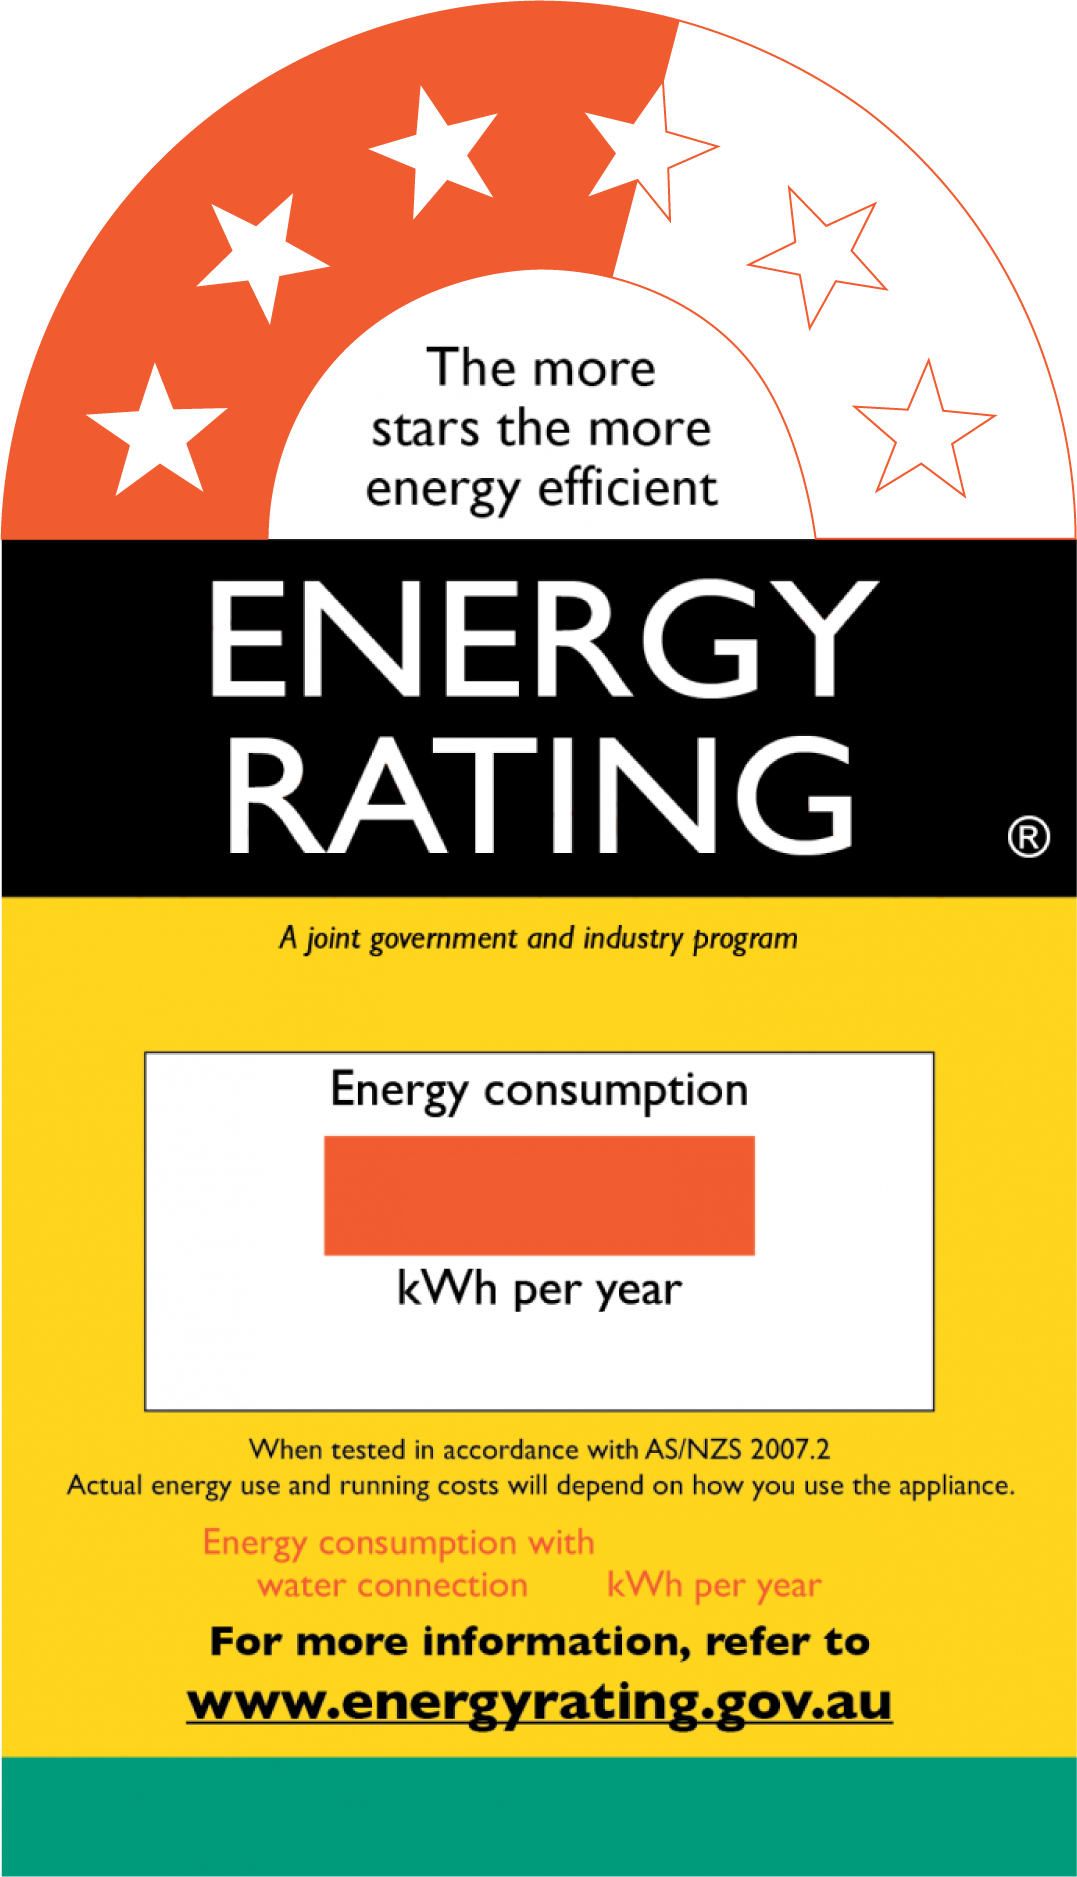 The more
stars the more
energy efficient
ENERGY
RATING
®
A joint government and industry program
Energy consumption
kWh per year
When tested in accordance with AS/NZS 2007.2
Actual energy use and running costs will depend on how you use the appliance.
Energy consumption with
water connection kWh per year
For more information, refer to
www.energyrating.gov.au